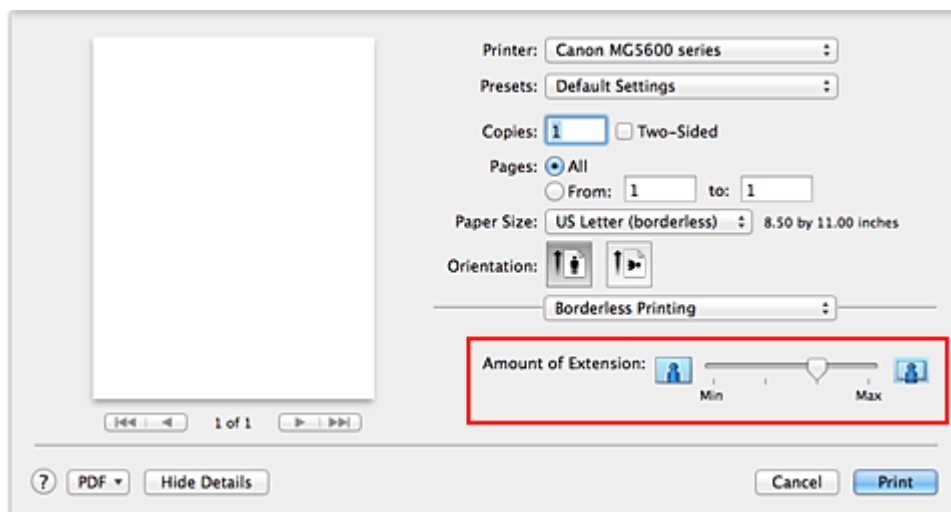 Printer: Canon MG5600 series
Presets: Default Settings
Copies: 1 Two-Sided
Pages: All
From: 1 to: 1
Paper Size: US Letter (borderless) 8.50 by 11.00 inches
Orientation:
Borderless Printing
Amount of Extension:
Min Max
1 of 1
? PDF Hide Details Cancel Print